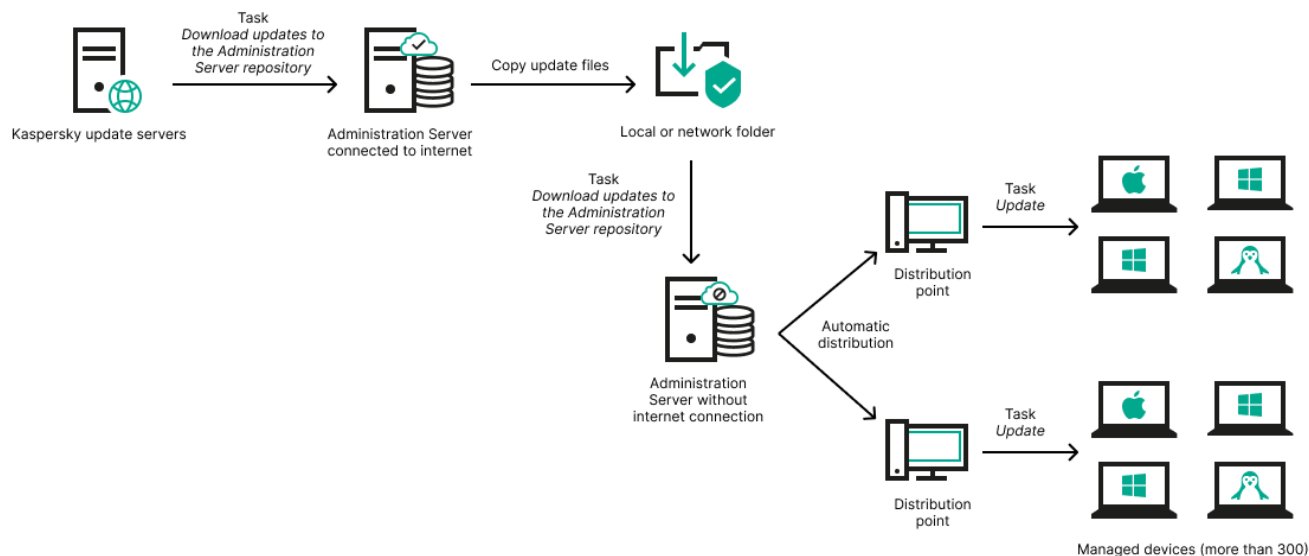 Task
Download updates to
the Administration
Server repository
Kaspersky update servers
Administration Server
connected to internet
Copy update files
Local or network folder
Task
Download updates to
the Administration
Server repository
Administration
Server without
internet connection
Automatic
distribution
Distribution
point
Task
Update
Distribution
point
Task
Update
Managed devices (more than 300)